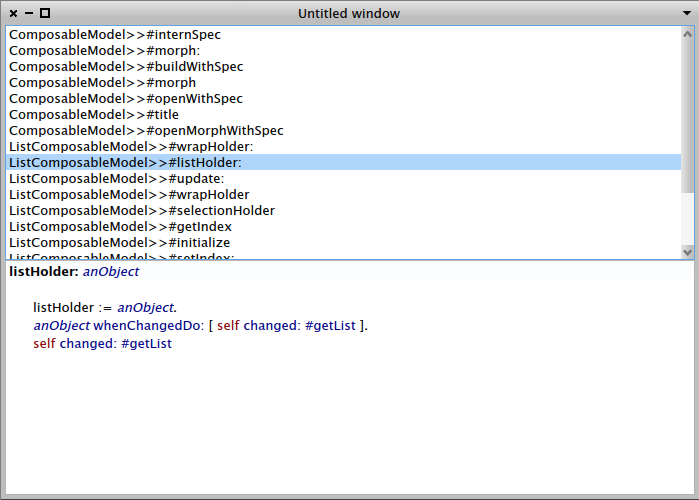 Untitled window
ComposableModel>>#internSpec
ComposableModel>>#morph:
ComposableModel>>#buildWithSpec
ComposableModel>>#morph
ComposableModel>>#openWithSpec
ComposableModel>>#title
ComposableModel>>#openMorphWithSpec
ListComposableModel>>#wrapHolder:
ListComposableModel>>#listHolder:
ListComposableModel>>#update:
ListComposableModel>>#wrapHolder
ListComposableModel>>#selectionHolder
ListComposableModel>>#getIndex
ListComposableModel>>#initialize
ListComposableModel>>#setIndex:
listHolder: anObject
listHolder := anObject.
anObject whenChangedDo: [ self changed: #getList ].
self changed: #getList